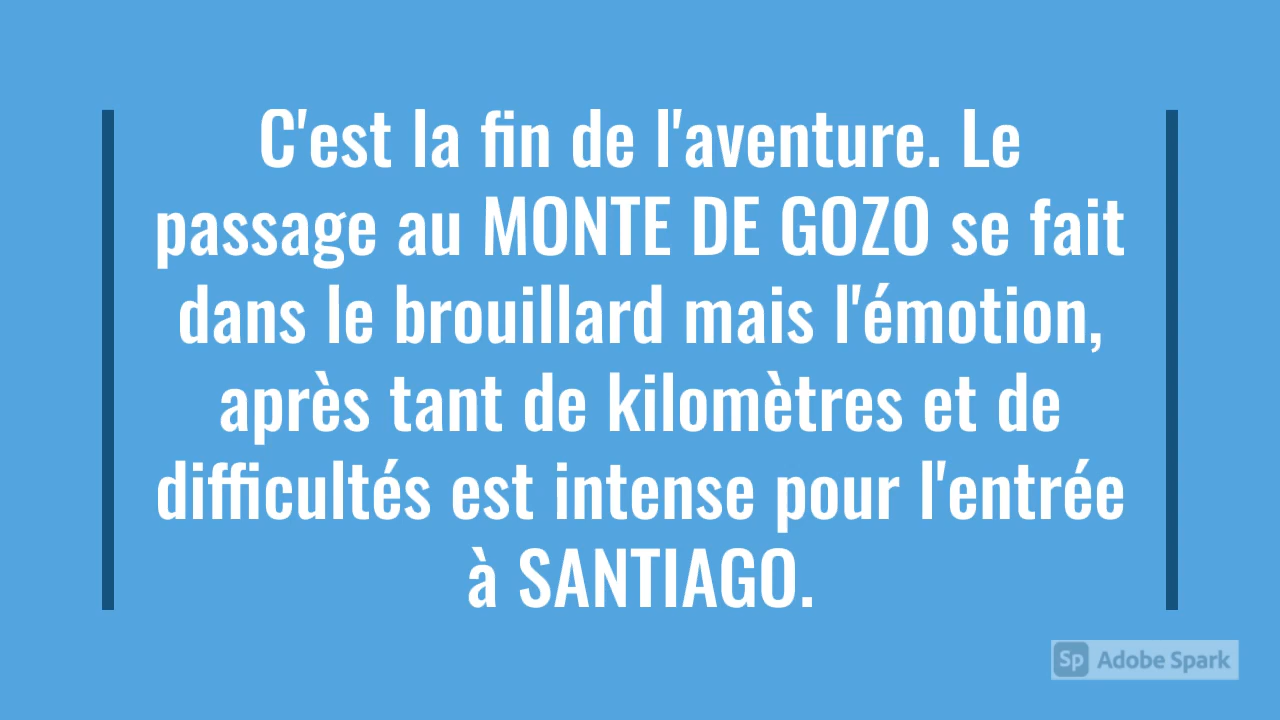 C'est la fin de l'aventure. Le
passage au MONTE DE GOZO se fait
dans le brouillard mais l'émotion,
après tant de kilomètres et de
difficultés est intense pour l'entrée
à SANTIAGO.
Sp Adobe Spark